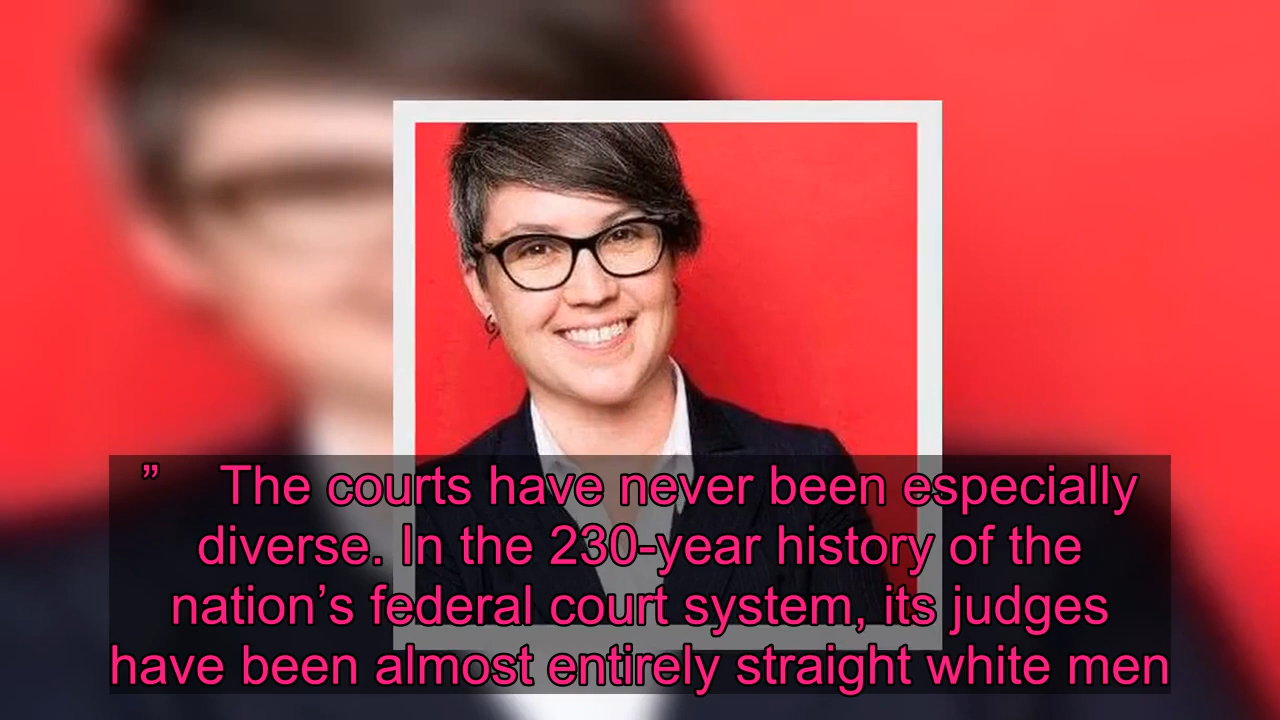 ” The courts have never been especially
diverse. In the 230-year history of the
nation’s federal court system, its judges
have been almost entirely straight white men